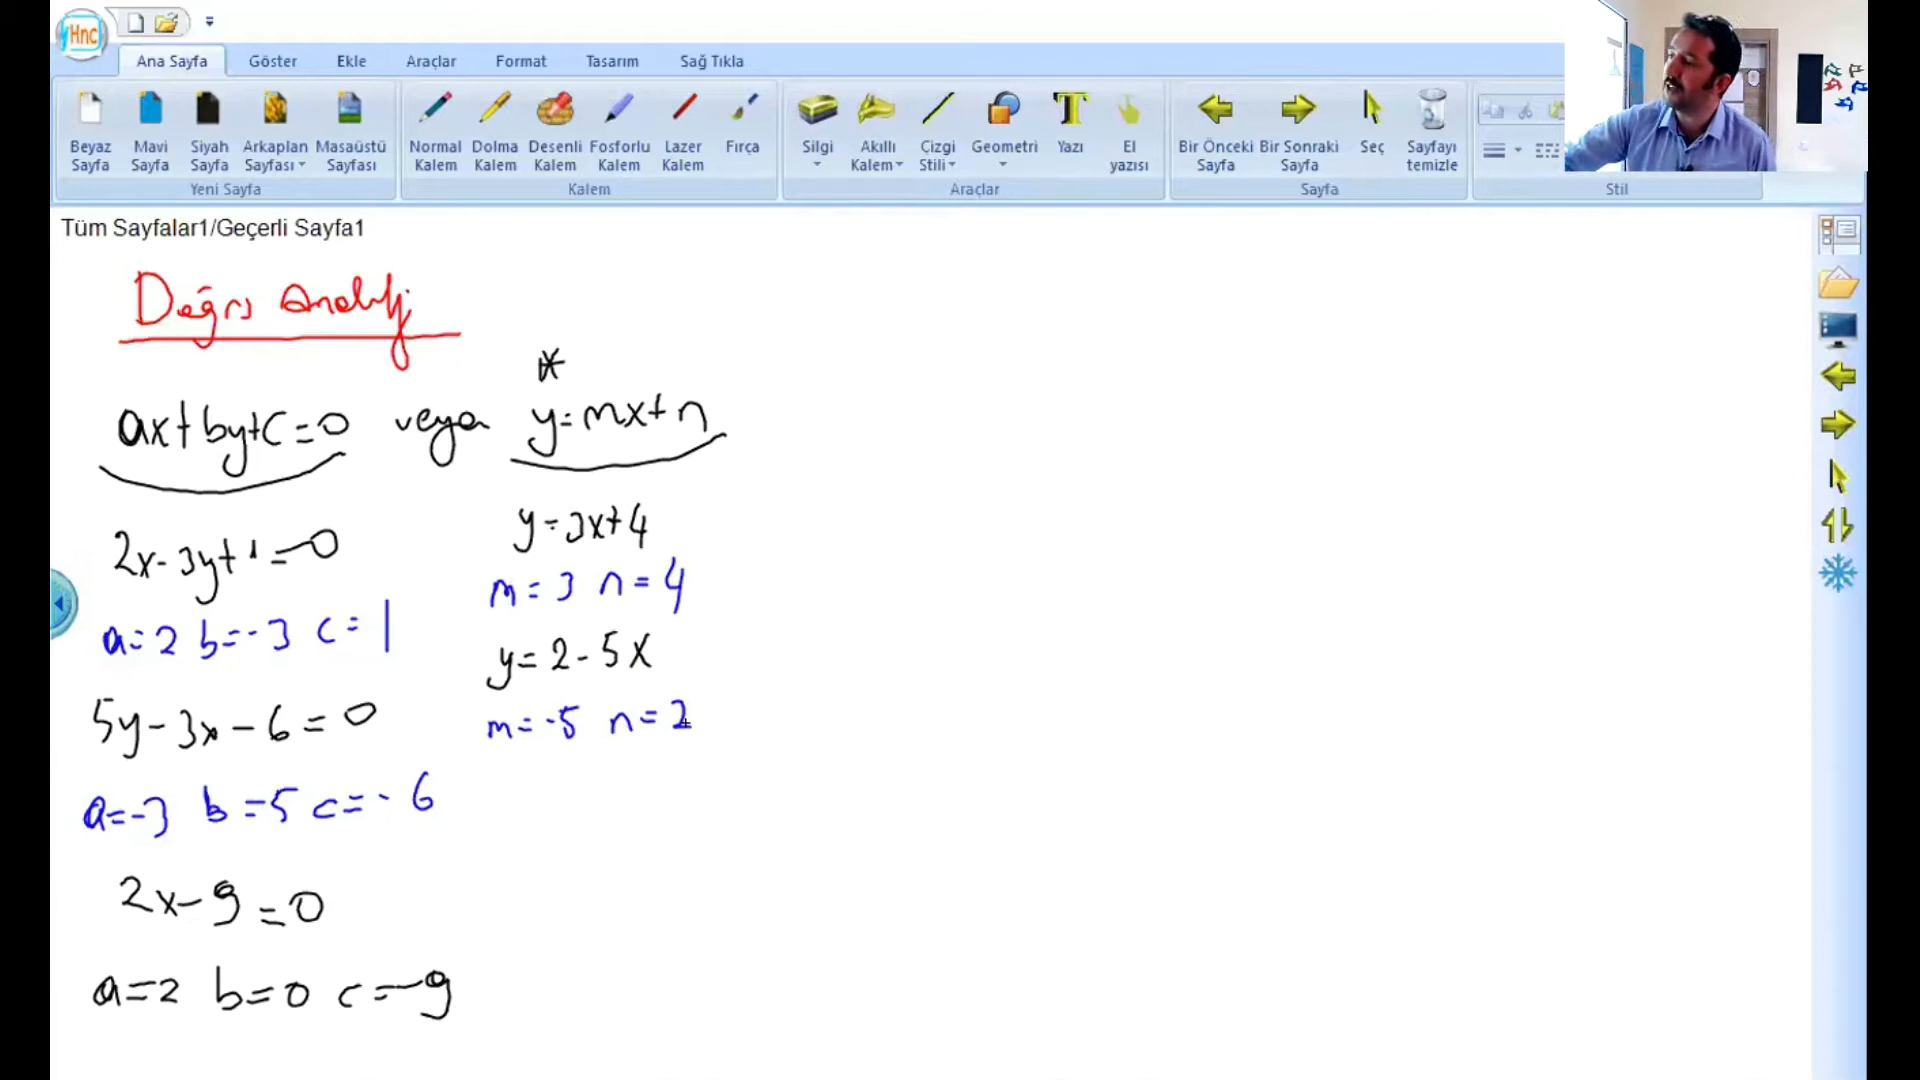 Hnc
Ana Sayfa Göster Ekle Araçlar Format Tasarım Sağ Tıkla
Beyaz Sayfa Mavi Sayfa Siyah Sayfa Arkaplan Sayfası Masaüstü Sayfası
Yeni Sayfa
Normal Kalem Dolma Kalem Desenli Kalem Fosforlu Kalem Lazer Kalem Fırça
Kalem
Silgi Akıllı Kalem Çizgi Stili Geometri Yazı El yazısı
Araçlar
Bir Önceki Sayfa Bir Sonraki Sayfa Seç Sayfayı temizle
Sayfa
Stil
Tüm Sayfalar1/Geçerli Sayfa1
Doğru Analitiği
ax+by+c=0 veya y=mx+n
*
2x-3y+1=0
a=2 b=-3 c=1
5y-3x-6=0
a=-3 b=5 c=-6
2x-9=0
a=2 b=0 c=-9
y=3x+4
m=3 n=4
y=2-5x
m=-5 n=2